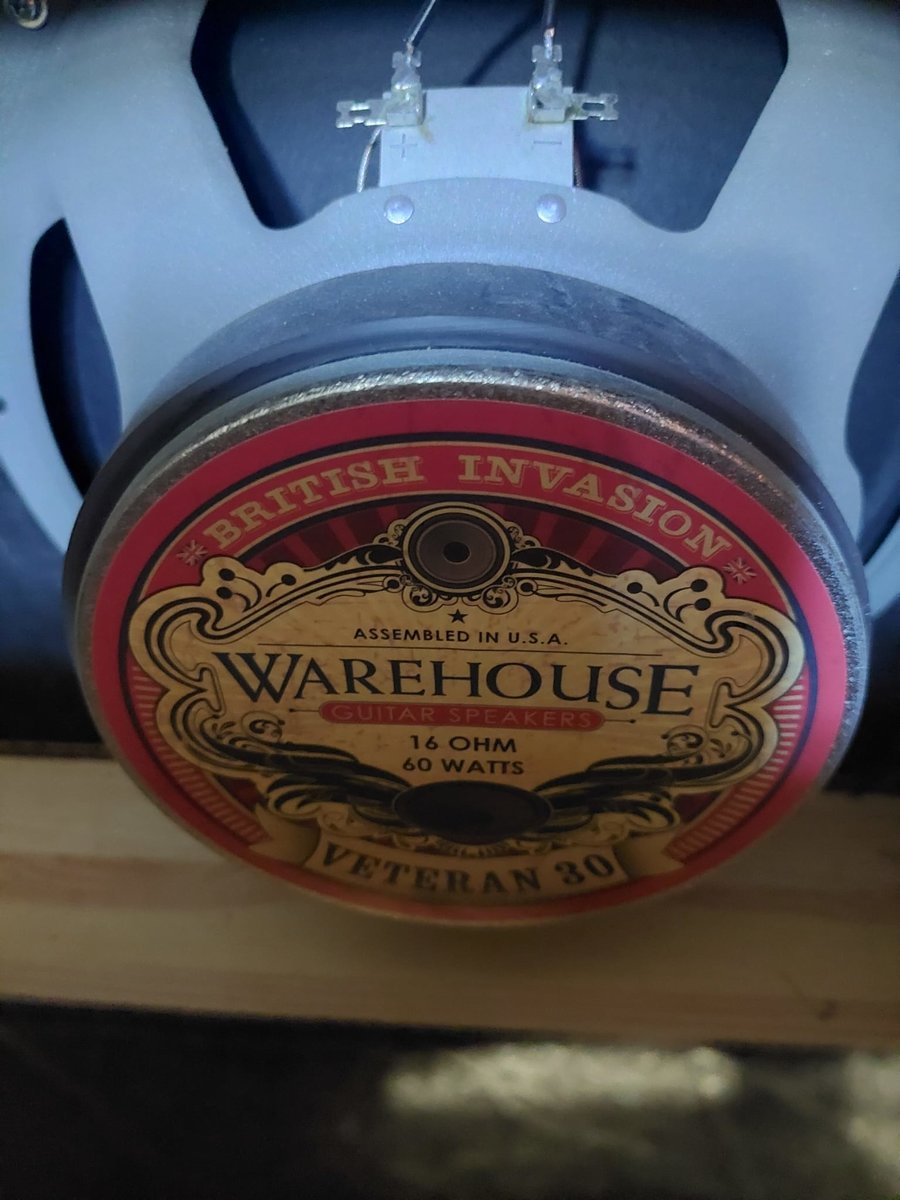 + −
BRITISH INVASION
ASSEMBLED IN U.S.A.
WAREHOUSE
GUITAR SPEAKERS
16 OHM
60 WATTS
VETERAN 30